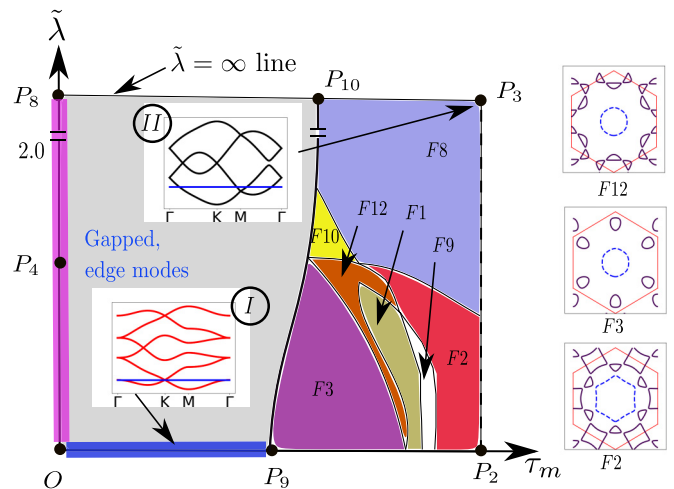 λ̃
λ̃ = ∞ line
P₈
P₁₀
P₃
2.0
II
Γ K M Γ
F8
F12
F1
F9
F10
Gapped,
edge modes
P₄
I
Γ K M Γ
F3
F2
O
P₉
P₂
τₘ
F12
F3
F2